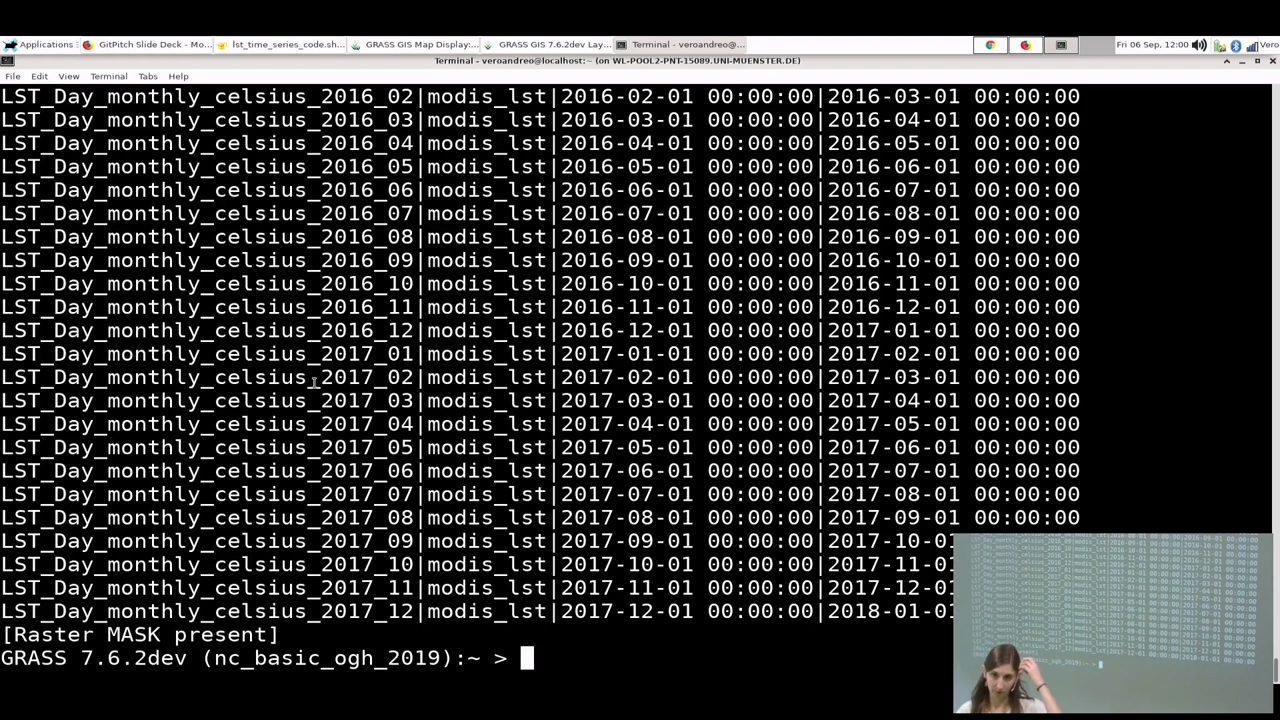 Applications
GitPitch Slide Deck - Mo...
lst_time_series_code.sh...
GRASS GIS Map Display:...
GRASS GIS 7.6.2dev Lay...
Terminal - veroandreo@...
Fri 06 Sep, 12:00
Vero
Terminal - veroandreo@localhost:~ (on WL-POOL2-PNT-15089.UNI-MUENSTER.DE)
File Edit View Terminal Tabs Help
LST_Day_monthly_celsius_2016_02|modis_lst|2016-02-01 00:00:00|2016-03-01 00:00:00
LST_Day_monthly_celsius_2016_03|modis_lst|2016-03-01 00:00:00|2016-04-01 00:00:00
LST_Day_monthly_celsius_2016_04|modis_lst|2016-04-01 00:00:00|2016-05-01 00:00:00
LST_Day_monthly_celsius_2016_05|modis_lst|2016-05-01 00:00:00|2016-06-01 00:00:00
LST_Day_monthly_celsius_2016_06|modis_lst|2016-06-01 00:00:00|2016-07-01 00:00:00
LST_Day_monthly_celsius_2016_07|modis_lst|2016-07-01 00:00:00|2016-08-01 00:00:00
LST_Day_monthly_celsius_2016_08|modis_lst|2016-08-01 00:00:00|2016-09-01 00:00:00
LST_Day_monthly_celsius_2016_09|modis_lst|2016-09-01 00:00:00|2016-10-01 00:00:00
LST_Day_monthly_celsius_2016_10|modis_lst|2016-10-01 00:00:00|2016-11-01 00:00:00
LST_Day_monthly_celsius_2016_11|modis_lst|2016-11-01 00:00:00|2016-12-01 00:00:00
LST_Day_monthly_celsius_2016_12|modis_lst|2016-12-01 00:00:00|2017-01-01 00:00:00
LST_Day_monthly_celsius_2017_01|modis_lst|2017-01-01 00:00:00|2017-02-01 00:00:00
LST_Day_monthly_celsius_2017_02|modis_lst|2017-02-01 00:00:00|2017-03-01 00:00:00
LST_Day_monthly_celsius_2017_03|modis_lst|2017-03-01 00:00:00|2017-04-01 00:00:00
LST_Day_monthly_celsius_2017_04|modis_lst|2017-04-01 00:00:00|2017-05-01 00:00:00
LST_Day_monthly_celsius_2017_05|modis_lst|2017-05-01 00:00:00|2017-06-01 00:00:00
LST_Day_monthly_celsius_2017_06|modis_lst|2017-06-01 00:00:00|2017-07-01 00:00:00
LST_Day_monthly_celsius_2017_07|modis_lst|2017-07-01 00:00:00|2017-08-01 00:00:00
LST_Day_monthly_celsius_2017_08|modis_lst|2017-08-01 00:00:00|2017-09-01 00:00:00
LST_Day_monthly_celsius_2017_09|modis_lst|2017-09-01 00:00:00|2017-10-01
LST_Day_monthly_celsius_2017_10|modis_lst|2017-10-01 00:00:00|2017-11-01
LST_Day_monthly_celsius_2017_11|modis_lst|2017-11-01 00:00:00|2017-12-01
LST_Day_monthly_celsius_2017_12|modis_lst|2017-12-01 00:00:00|2018-01-01
[Raster MASK present]
GRASS 7.6.2dev (nc_basic_ogh_2019):~ >